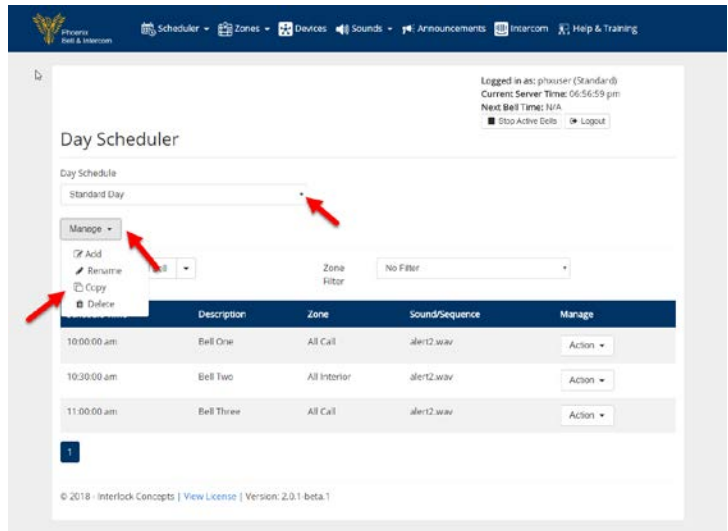 Phoenix
Bell & Intercom
Scheduler Zones Devices Sounds Announcements Intercom Help & Training
Logged in as: phxuser (Standard)
Current Server Time: 06:56:59 pm
Next Bell Time: N/A
Stop Active Bells Logout
Day Scheduler
Day Schedule
Standard Day
Manage
Add
Rename
Copy
Delete
Zone
Filter
No Filter
Description Zone Sound/Sequence Manage
10:00:00 am Bell One All Call alert2.wav Action
10:30:00 am Bell Two All Interior alert2.wav Action
11:00:00 am Bell Three All Call alert2.wav Action
1
© 2018 - Interlock Concepts | View License | Version: 2.0.1-beta.1